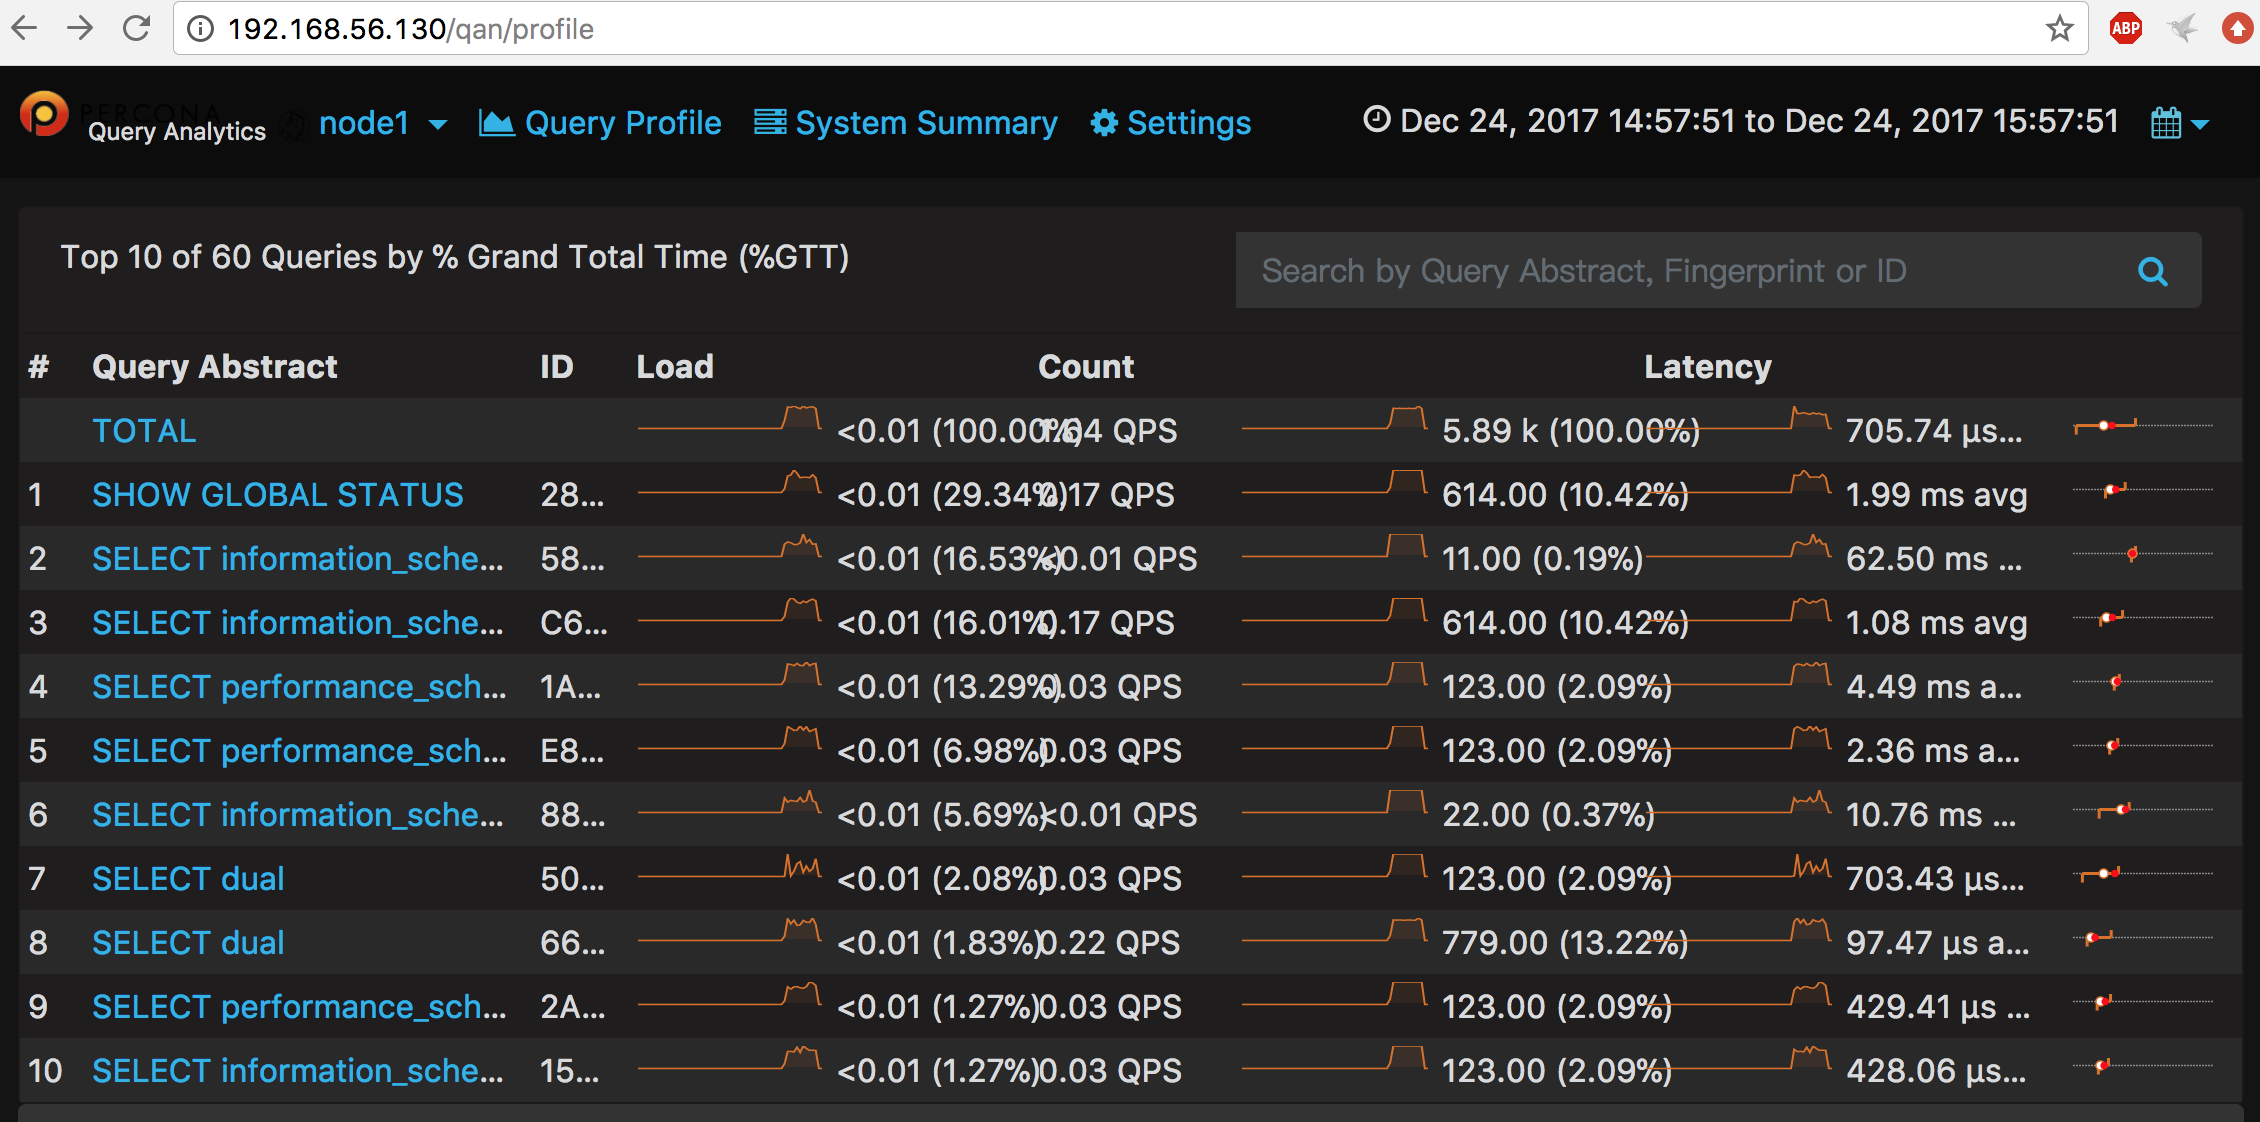 192.168.56.130/qan/profile
ABP
PERCONA
Query Analytics
node1
Query Profile
System Summary
Settings
Dec 24, 2017 14:57:51 to Dec 24, 2017 15:57:51
Top 10 of 60 Queries by % Grand Total Time (%GTT)
Search by Query Abstract, Fingerprint or ID
# Query Abstract ID Load Count Latency
TOTAL <0.01 (100.00%) 1.64 QPS 5.89 k (100.00%) 705.74 µs...
1 SHOW GLOBAL STATUS 28... <0.01 (29.34%) 0.17 QPS 614.00 (10.42%) 1.99 ms avg
2 SELECT information_sche... 58... <0.01 (16.53%) <0.01 QPS 11.00 (0.19%) 62.50 ms ...
3 SELECT information_sche... C6... <0.01 (16.01%) 0.17 QPS 614.00 (10.42%) 1.08 ms avg
4 SELECT performance_sch... 1A... <0.01 (13.29%) 0.03 QPS 123.00 (2.09%) 4.49 ms a...
5 SELECT performance_sch... E8... <0.01 (6.98%) 0.03 QPS 123.00 (2.09%) 2.36 ms a...
6 SELECT information_sche... 88... <0.01 (5.69%) <0.01 QPS 22.00 (0.37%) 10.76 ms ...
7 SELECT dual 50... <0.01 (2.08%) 0.03 QPS 123.00 (2.09%) 703.43 µs...
8 SELECT dual 66... <0.01 (1.83%) 0.22 QPS 779.00 (13.22%) 97.47 µs a...
9 SELECT performance_sch... 2A... <0.01 (1.27%) 0.03 QPS 123.00 (2.09%) 429.41 µs ...
10 SELECT information_sche... 15... <0.01 (1.27%) 0.03 QPS 123.00 (2.09%) 428.06 µs...